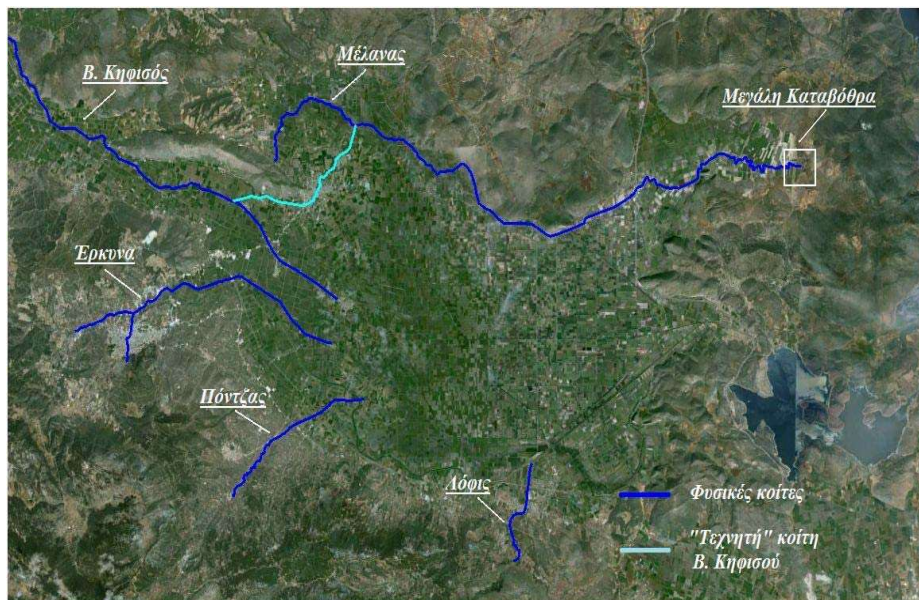 Μέλανας
Β. Κηφισός
Μεγάλη Καταβόθρα
Έρκυνα
Πόντζας
Λόφις
Φυσικές κοίτες
"Τεχνητή" κοίτη
Β. Κηφισού